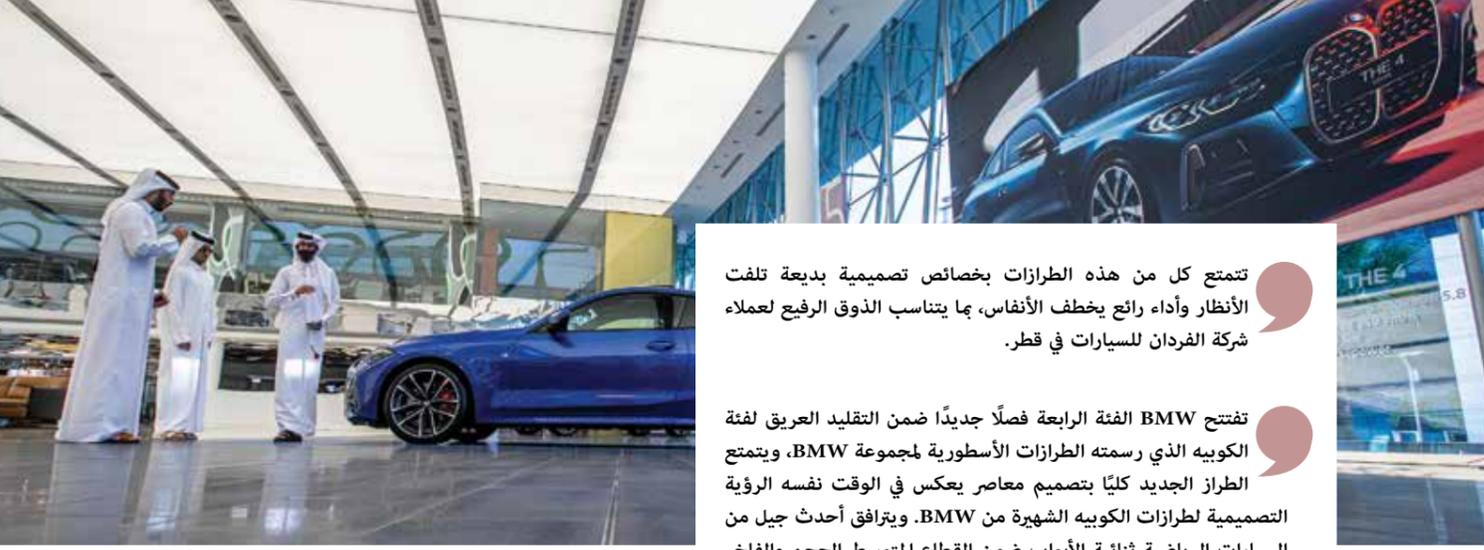 THE 4
THE 4
5.8
تتمتع كل من هذه الطرازات بخصائص تصميمية بديعة تلفت
الأنظار وأداء رائع يخطف الأنفاس، بما يتناسب الذوق الرفيع لعملاء
شركة الفردان للسيارات في قطر.
تفتتح BMW الفئة الرابعة فصلًا جديدًا ضمن التقليد العريق لفئة
الكوبيه الذي رسمته الطرازات الأسطورية لمجموعة BMW، ويتمتع
الطراز الجديد كليًا بتصميم معاصر يعكس في الوقت نفسه الرؤية
التصميمية لطرازات الكوبيه الشهيرة من BMW. ويترافق أحدث جيل من